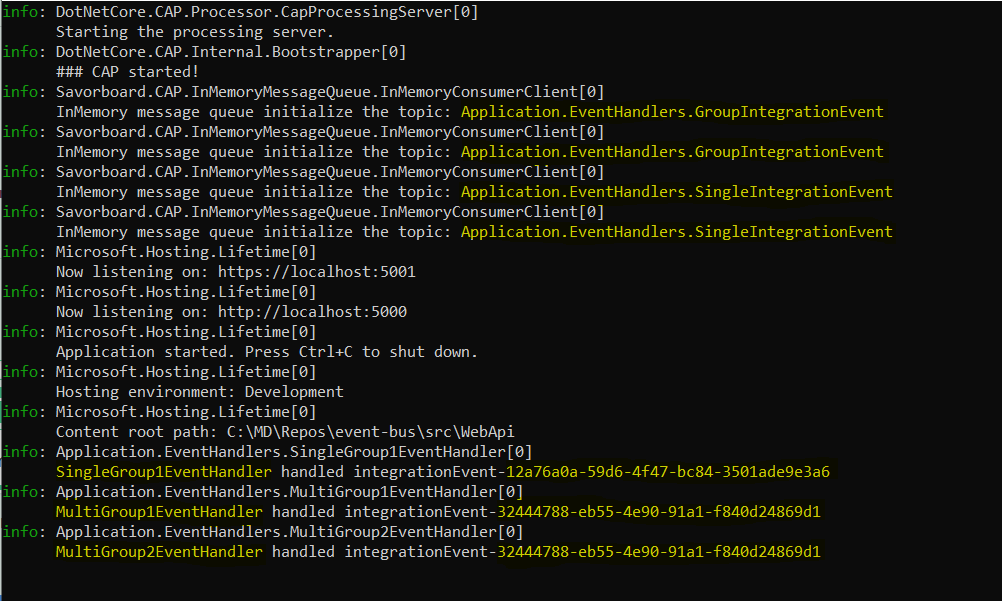 info: DotNetCore.CAP.Processor.CapProcessingServer[0]
Starting the processing server.
info: DotNetCore.CAP.Internal.Bootstrapper[0]
### CAP started!
info: Savorboard.CAP.InMemoryMessageQueue.InMemoryConsumerClient[0]
InMemory message queue initialize the topic: Application.EventHandlers.GroupIntegrationEvent
info: Savorboard.CAP.InMemoryMessageQueue.InMemoryConsumerClient[0]
InMemory message queue initialize the topic: Application.EventHandlers.GroupIntegrationEvent
info: Savorboard.CAP.InMemoryMessageQueue.InMemoryConsumerClient[0]
InMemory message queue initialize the topic: Application.EventHandlers.SingleIntegrationEvent
info: Savorboard.CAP.InMemoryMessageQueue.InMemoryConsumerClient[0]
InMemory message queue initialize the topic: Application.EventHandlers.SingleIntegrationEvent
info: Microsoft.Hosting.Lifetime[0]
Now listening on: https://localhost:5001
info: Microsoft.Hosting.Lifetime[0]
Now listening on: http://localhost:5000
info: Microsoft.Hosting.Lifetime[0]
Application started. Press Ctrl+C to shut down.
info: Microsoft.Hosting.Lifetime[0]
Hosting environment: Development
info: Microsoft.Hosting.Lifetime[0]
Content root path: C:\MD\Repos\event-bus\src\WebApi
info: Application.EventHandlers.SingleGroup1EventHandler[0]
SingleGroup1EventHandler handled integrationEvent-12a76a0a-59d6-4f47-bc84-3501ade9e3a6
info: Application.EventHandlers.MultiGroup1EventHandler[0]
MultiGroup1EventHandler handled integrationEvent-32444788-eb55-4e90-91a1-f840d24869d1
info: Application.EventHandlers.MultiGroup2EventHandler[0]
MultiGroup2EventHandler handled integrationEvent-32444788-eb55-4e90-91a1-f840d24869d1